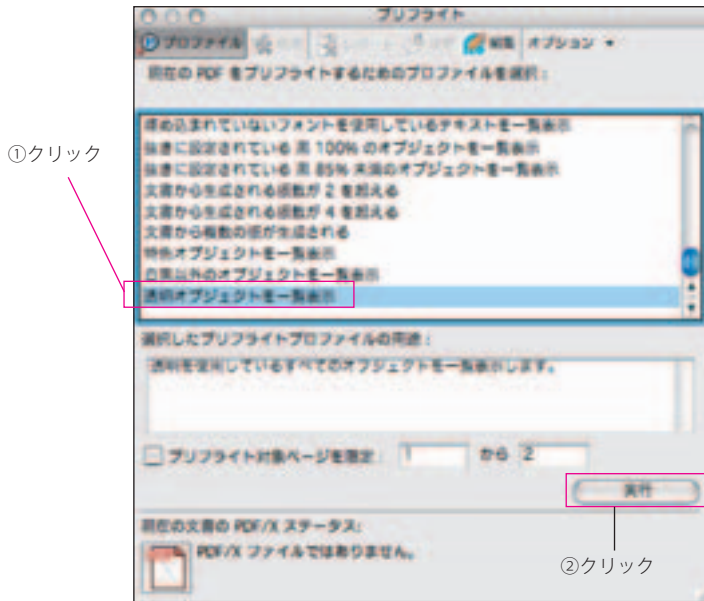 プリフライト
プロファイル 編集 オプション
現在の PDF をプリフライトするためのプロファイルを選択：
埋め込まれていないフォントを使用しているテキストを一覧表示
抜きに設定されている 黒 100% のオブジェクトを一覧表示
抜きに設定されている 黒 85% 未満のオブジェクトを一覧表示
①クリック
文書から生成される版数が 2 を超える
文書から生成される版数が 4 を超える
文書から複数の版が生成される
特色オブジェクトを一覧表示
白黒以外のオブジェクトを一覧表示
透明オブジェクトを一覧表示
選択したプリフライトプロファイルの用途：
透明を使用しているすべてのオブジェクトを一覧表示します。
プリフライト対象ページを限定： 1 から 2
実行
現在の文書の PDF/X ステータス：
PDF/X ファイルではありません。
②クリック